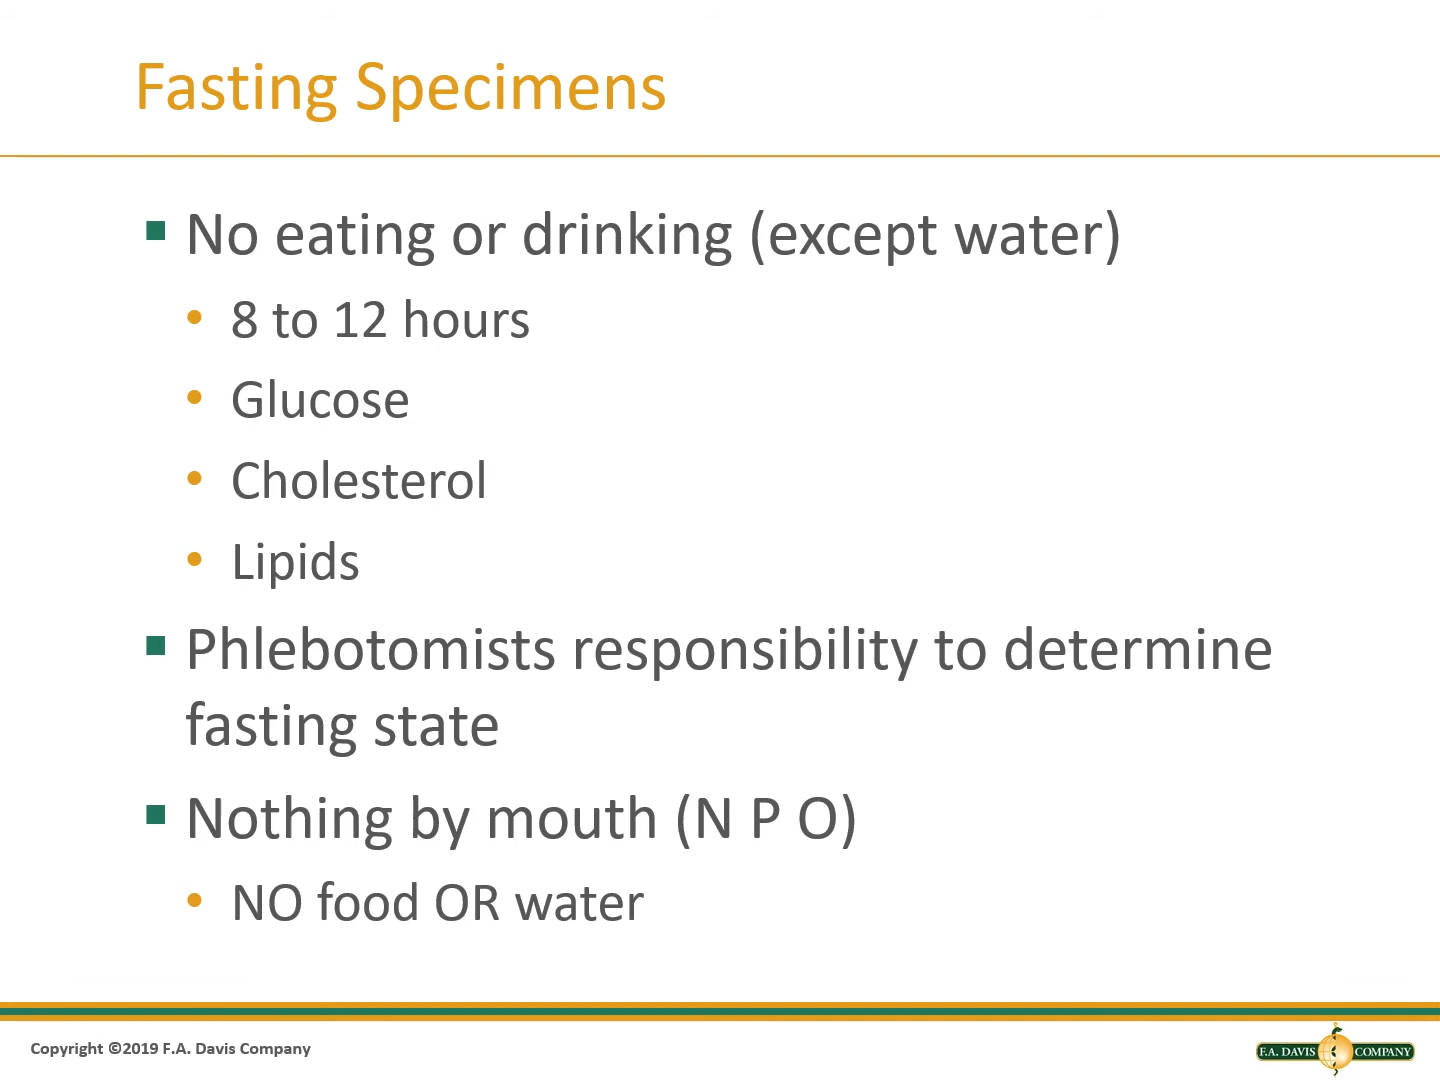 Fasting Specimens
No eating or drinking (except water)
8 to 12 hours
Glucose
Cholesterol
Lipids
Phlebotomists responsibility to determine
fasting state
Nothing by mouth (N P O)
NO food OR water
Copyright ©2019 F.A. Davis Company
F.A. DAVIS COMPANY